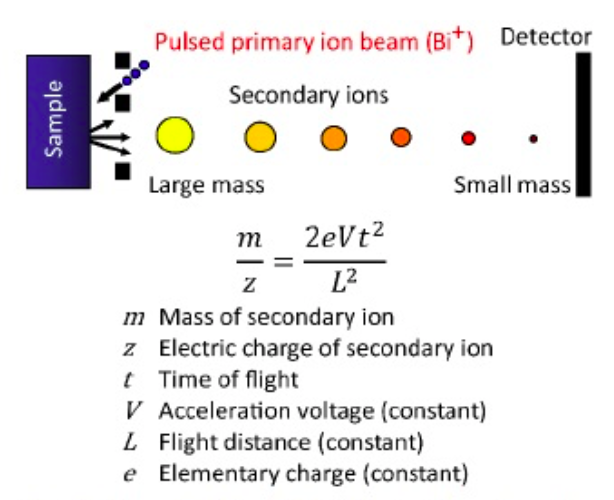 Pulsed primary ion beam (Bi⁺)
Detector
Sample
Secondary ions
Large mass
Small mass
m/z = 2eVt²/L²
m Mass of secondary ion
z Electric charge of secondary ion
t Time of flight
V Acceleration voltage (constant)
L Flight distance (constant)
e Elementary charge (constant)